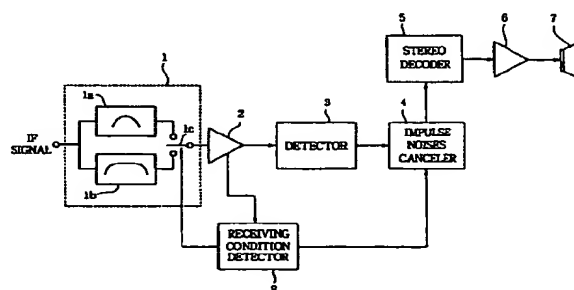 5
6
7
STEREO
DECODER
1
1a
2
3
4
IF
SIGNAL
1c
DETECTOR
IMPULSE
NOISES
CANCELER
1b
RECEIVING
CONDITION
DETECTOR
8